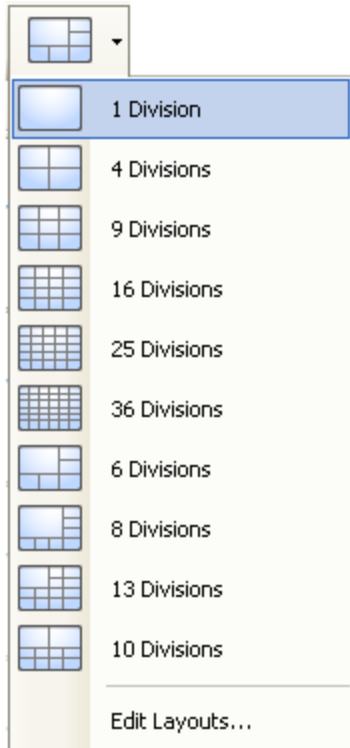 1 Division
4 Divisions
9 Divisions
16 Divisions
25 Divisions
36 Divisions
6 Divisions
8 Divisions
13 Divisions
10 Divisions
Edit Layouts...